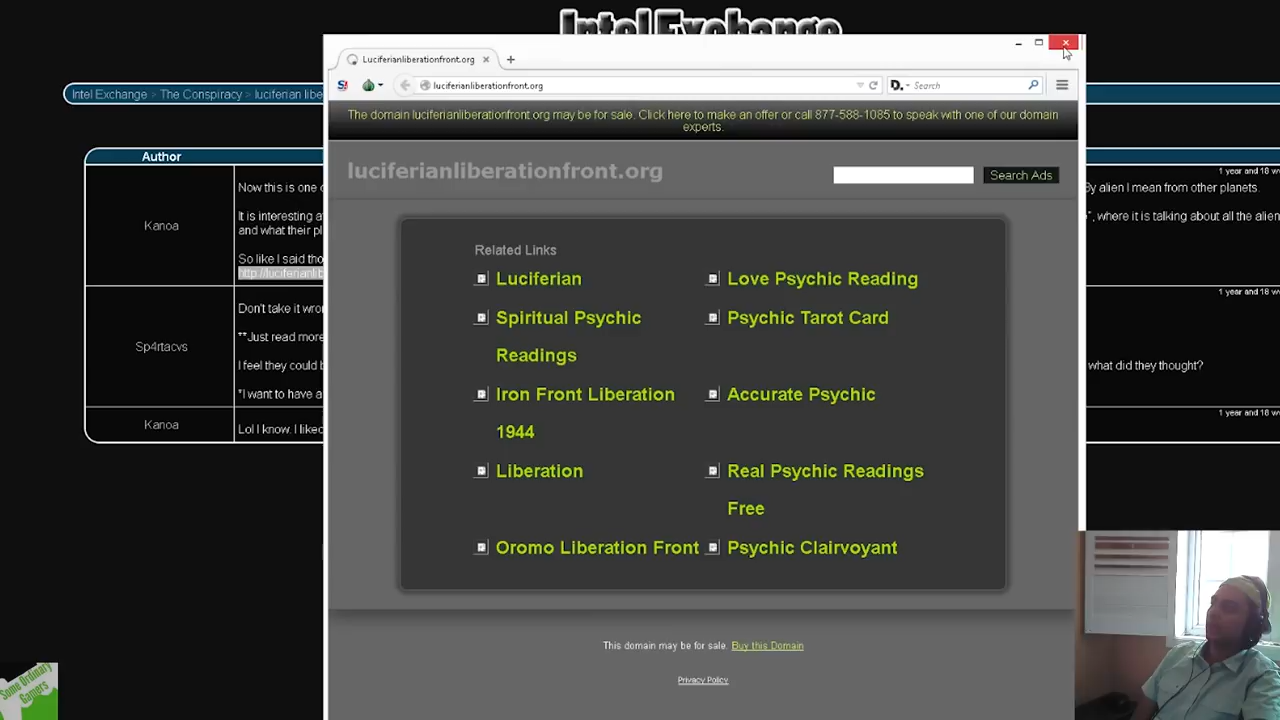 Intel Exchange
Luciferianliberationfront.org
luciferianliberationfront.org
Search
The domain luciferianliberationfront.org may be for sale. Click here to make an offer or call 877-588-1085 to speak with one of our domain
experts.
Intel Exchange > The Conspiracy > luciferian libe
luciferianliberationfront.org
Search Ads
Author
1 year and 18 w
Kanoa
Now this is one
By alien I mean from other planets.
It is interesting a
, where it is talking about all the alien
and what their pl
So like I said tho
http://luciferianlib
Related Links
Luciferian
Love Psychic Reading
Spiritual Psychic
Readings
Psychic Tarot Card
Iron Front Liberation
1944
Accurate Psychic
Liberation
Real Psychic Readings
Free
Oromo Liberation Front
Psychic Clairvoyant
1 year and 18 we
Sp4rtacvs
Don't take it wro
**Just read more
I feel they could b
what did they thought?
*I want to have a
1 year and 18 we
Kanoa
Lol I know. I liked
This domain may be for sale. Buy this Domain
Privacy Policy
Some Ordinary
Gamers